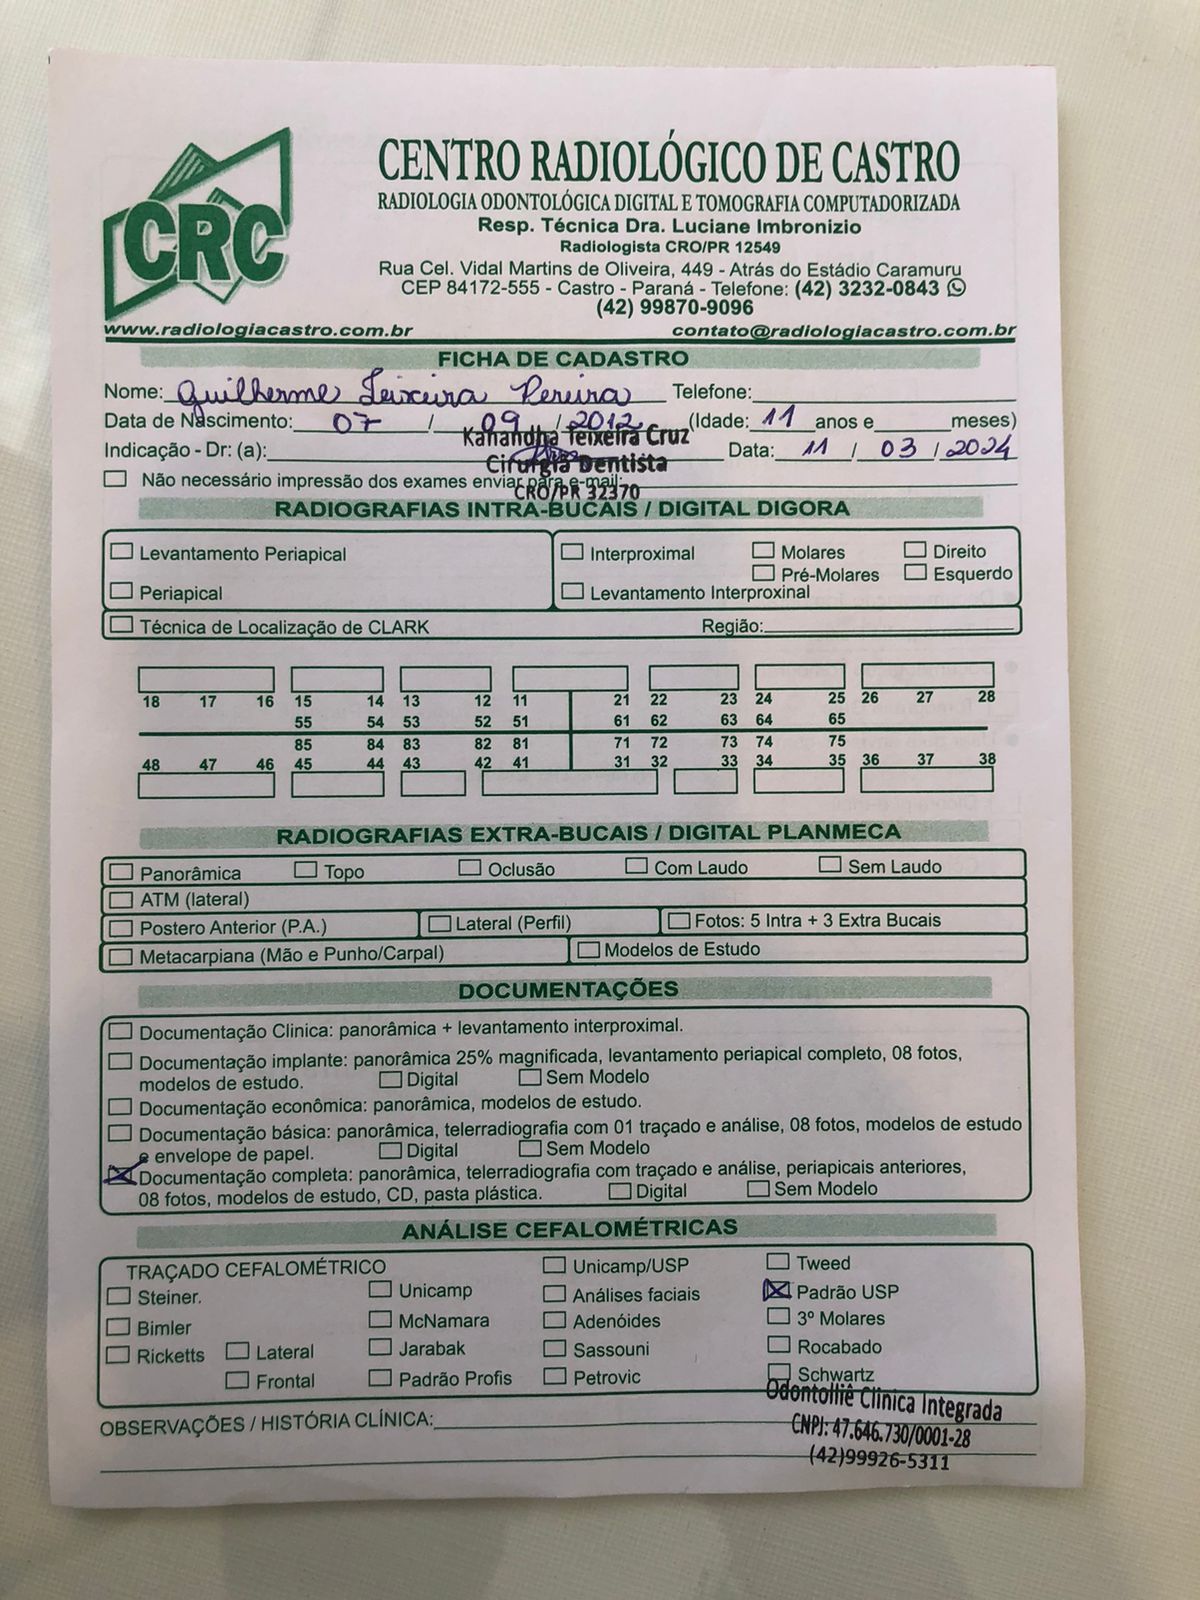 CRC
CENTRO RADIOLÓGICO DE CASTRO
RADIOLOGIA ODONTOLÓGICA DIGITAL E TOMOGRAFIA COMPUTADORIZADA
Resp. Técnica Dra. Luciane Imbronizio
Radiologista CRO/PR 12549
Rua Cel. Vidal Martins de Oliveira, 449 - Atrás do Estádio Caramuru
CEP 84172-555 - Castro - Paraná - Telefone: (42) 3232-0843
(42) 99870-9096
www.radiologiacastro.com.br contato@radiologiacastro.com.br
FICHA DE CADASTRO
Nome: Guilherme Teixeira Pereira Telefone:
Data de Nascimento: 07 / 09 / 2012 (Idade: 11 anos e meses)
Kanandha Teixeira Cruz
Indicação - Dr: (a): Data: 11 / 03 / 2024
Cirurgiã Dentista
Não necessário impressão dos exames enviar para e-mail:
CRO/PR 32370
RADIOGRAFIAS INTRA-BUCAIS / DIGITAL DIGORA
Levantamento Periapical Interproximal Molares Direito
Pré-Molares Esquerdo
Periapical Levantamento Interproxinal
Técnica de Localização de CLARK Região:
18 17 16 15 14 13 12 11 21 22 23 24 25 26 27 28
55 54 53 52 51 61 62 63 64 65
85 84 83 82 81 71 72 73 74 75
48 47 46 45 44 43 42 41 31 32 33 34 35 36 37 38
RADIOGRAFIAS EXTRA-BUCAIS / DIGITAL PLANMECA
Panorâmica Topo Oclusão Com Laudo Sem Laudo
ATM (lateral)
Postero Anterior (P.A.) Lateral (Perfil) Fotos: 5 Intra + 3 Extra Bucais
Metacarpiana (Mão e Punho/Carpal) Modelos de Estudo
DOCUMENTAÇÕES
Documentação Clinica: panorâmica + levantamento interproximal.
Documentação implante: panorâmica 25% magnificada, levantamento periapical completo, 08 fotos,
modelos de estudo. Digital Sem Modelo
Documentação econômica: panorâmica, modelos de estudo.
Documentação básica: panorâmica, telerradiografia com 01 traçado e análise, 08 fotos, modelos de estudo
e envelope de papel. Digital Sem Modelo
Documentação completa: panorâmica, telerradiografia com traçado e análise, periapicais anteriores,
08 fotos, modelos de estudo, CD, pasta plástica. Digital Sem Modelo
ANÁLISE CEFALOMÉTRICAS
TRAÇADO CEFALOMÉTRICO Unicamp/USP Tweed
Steiner. Unicamp Análises faciais Padrão USP
Bimler McNamara Adenóides 3º Molares
Ricketts Lateral Jarabak Sassouni Rocabado
Frontal Padrão Profis Petrovic Schwartz
Odontolliê Clínica Integrada
OBSERVAÇÕES / HISTÓRIA CLÍNICA:
CNPJ: 47.646.730/0001-28
(42)99926-5311